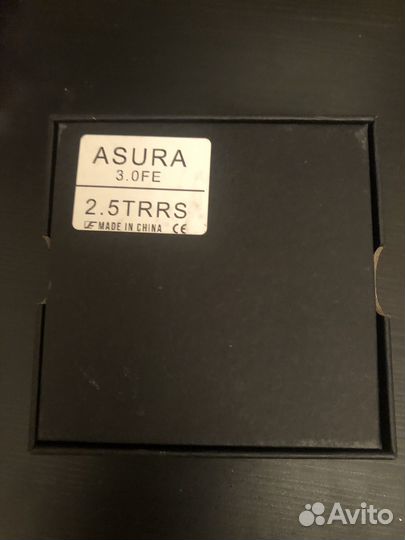 ASURA
3.0FE
2.5TRRS
MADE IN CHINA CE
Avito